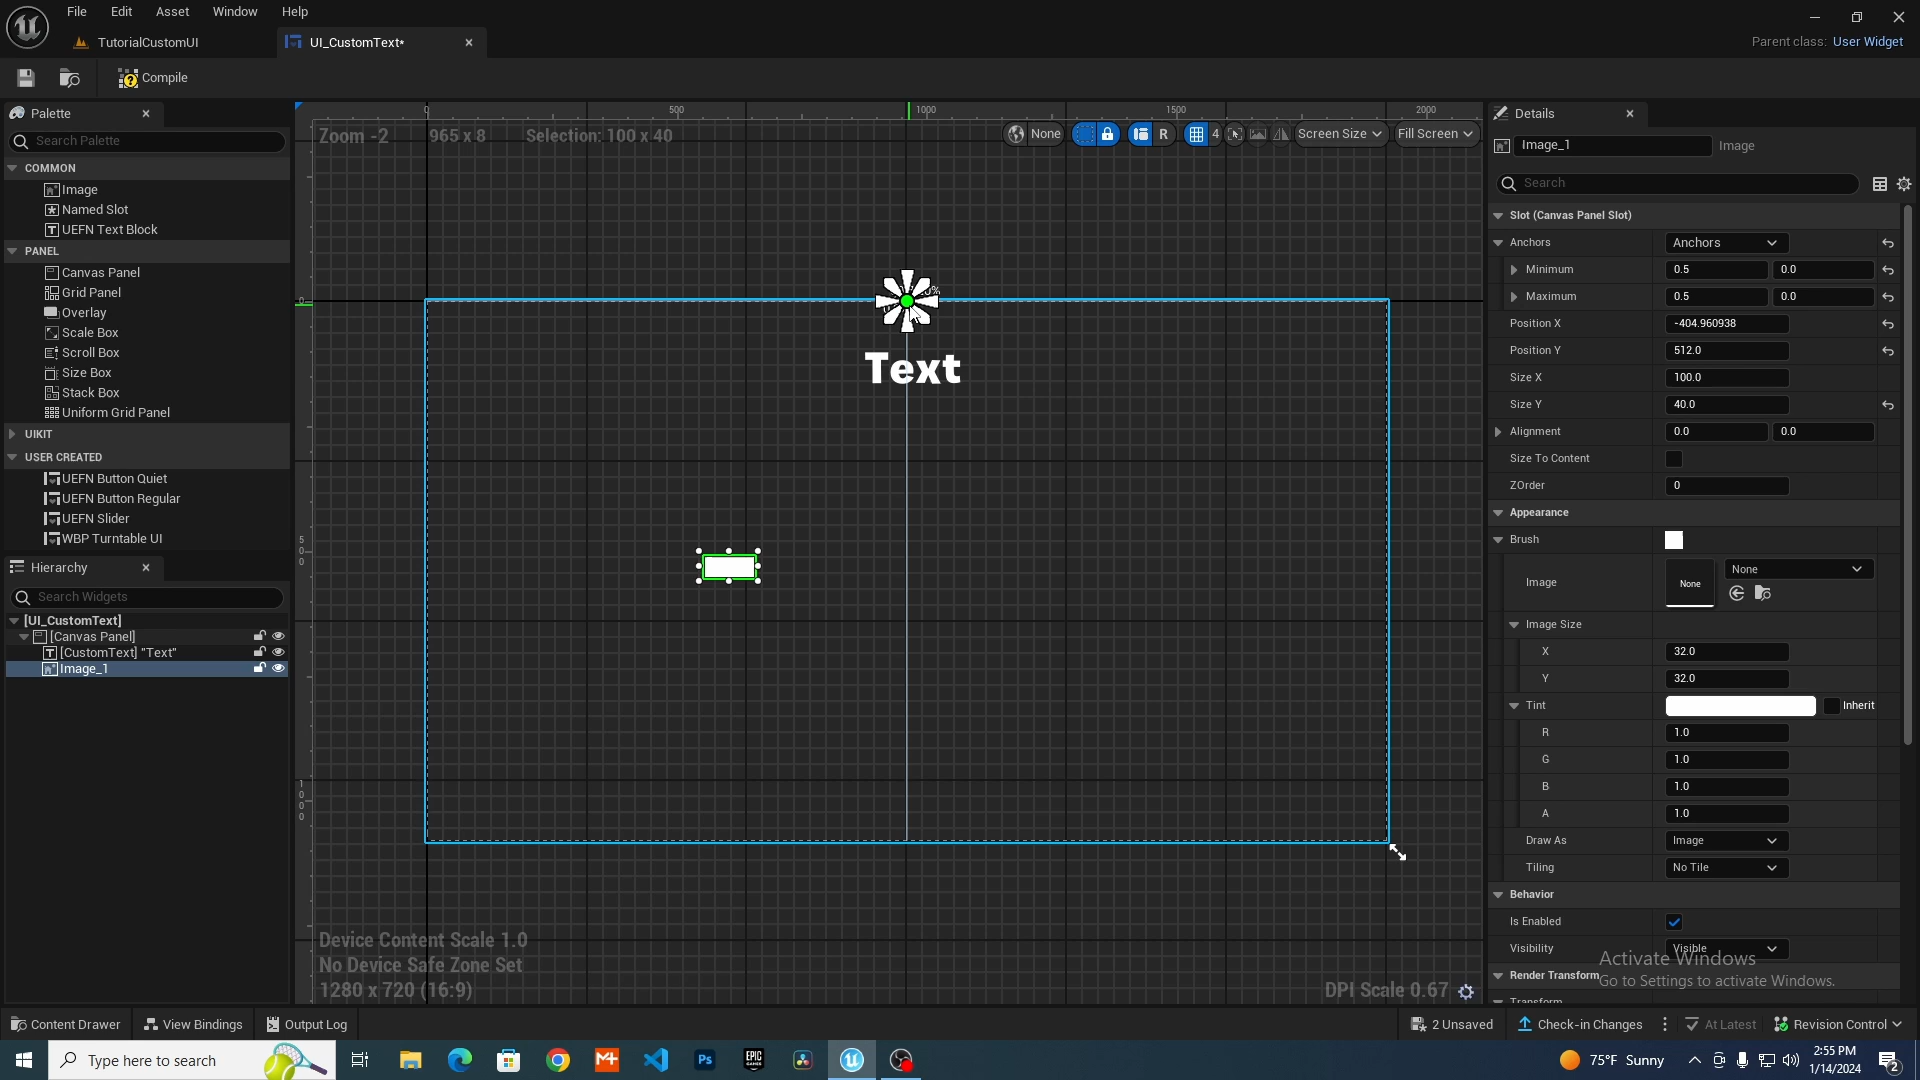 File Edit Asset Window Help
TutorialCustomUI
UI_CustomText*
Parent class: User Widget
Compile
Palette
Search Palette
COMMON
Image
Named Slot
UEFN Text Block
PANEL
Canvas Panel
Grid Panel
Overlay
Scale Box
Scroll Box
Size Box
Stack Box
Uniform Grid Panel
UIKIT
USER CREATED
UEFN Button Quiet
UEFN Button Regular
UEFN Slider
WBP Turntable UI
Hierarchy
Search Widgets
[UI_CustomText]
[Canvas Panel]
[CustomText] "Text"
Image_1
0 500 1000 1500 2000
Zoom -2 965 x 8 Selection: 100 x 40
None R 4 Screen Size Fill Screen
0
500
1000
Text
Device Content Scale 1.0
No Device Safe Zone Set
1280 x 720 (16:9)
DPI Scale 0.67
Details
Image_1 Image
Search
Slot (Canvas Panel Slot)
Anchors Anchors
Minimum 0.5 0.0
Maximum 0.5 0.0
Position X -404.960938
Position Y 512.0
Size X 100.0
Size Y 40.0
Alignment 0.0 0.0
Size To Content
ZOrder 0
Appearance
Brush
Image None None
Image Size
X 32.0
Y 32.0
Tint Inherit
R 1.0
G 1.0
B 1.0
A 1.0
Draw As Image
Tiling No Tile
Behavior
Is Enabled
Visibility Visible
Render Transform
Transform
Activate Windows
Go to Settings to activate Windows.
Content Drawer View Bindings Output Log
2 Unsaved Check-in Changes At Latest Revision Control
Type here to search
75°F Sunny
2:55 PM
1/14/2024
2